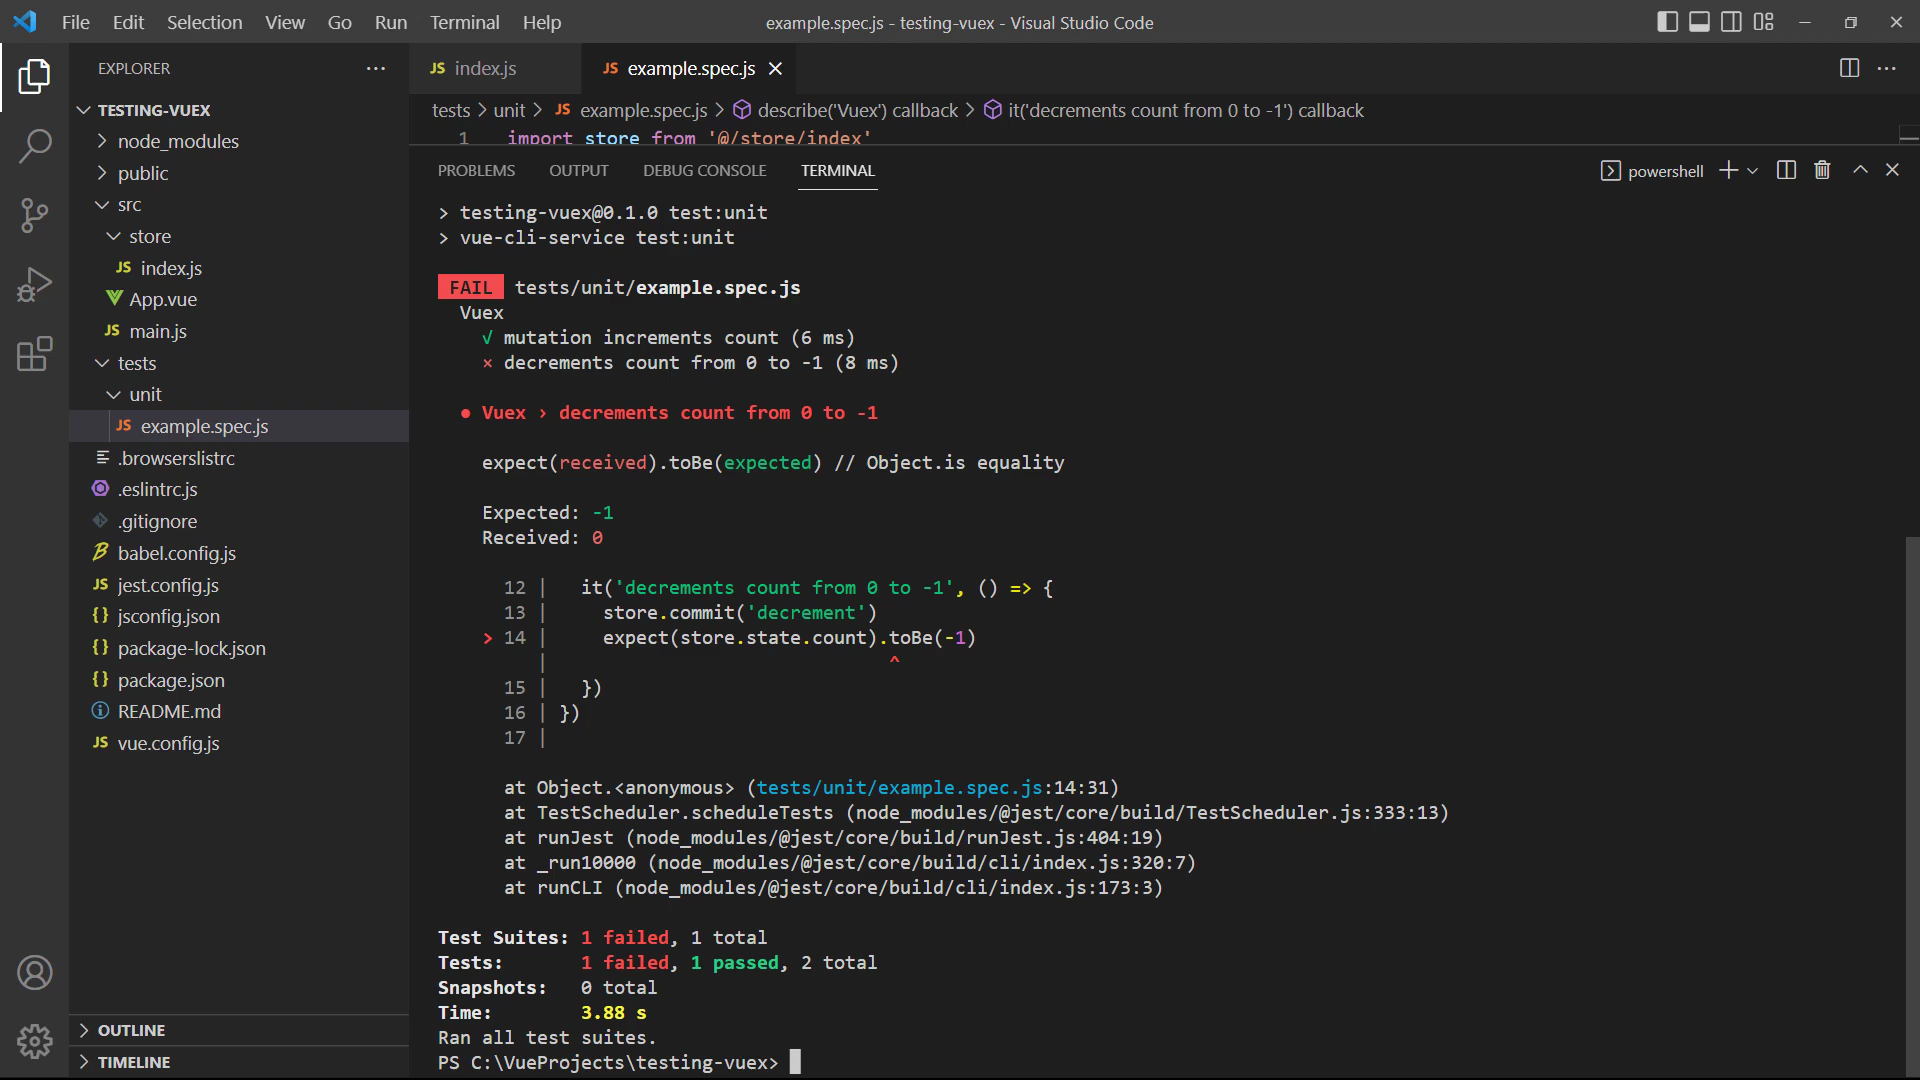 File Edit Selection View Go Run Terminal Help
example.spec.js - testing-vuex - Visual Studio Code
EXPLORER
TESTING-VUEX
node_modules
public
src
store
JS index.js
App.vue
JS main.js
tests
unit
JS example.spec.js
.browserslistrc
.eslintrc.js
.gitignore
babel.config.js
JS jest.config.js
{} jsconfig.json
{} package-lock.json
{} package.json
README.md
JS vue.config.js
OUTLINE
TIMELINE
JS index.js
JS example.spec.js
tests > unit > JS example.spec.js > describe('Vuex') callback > it('decrements count from 0 to -1') callback
1 import store from '@/store/index'
PROBLEMS OUTPUT DEBUG CONSOLE TERMINAL
powershell
> testing-vuex@0.1.0 test:unit
> vue-cli-service test:unit
FAIL tests/unit/example.spec.js
Vuex
√ mutation increments count (6 ms)
× decrements count from 0 to -1 (8 ms)
● Vuex › decrements count from 0 to -1
expect(received).toBe(expected) // Object.is equality
Expected: -1
Received: 0
12 | it('decrements count from 0 to -1', () => {
13 | store.commit('decrement')
> 14 | expect(store.state.count).toBe(-1)
| ^
15 | })
16 | })
17 |
at Object.<anonymous> (tests/unit/example.spec.js:14:31)
at TestScheduler.scheduleTests (node_modules/@jest/core/build/TestScheduler.js:333:13)
at runJest (node_modules/@jest/core/build/runJest.js:404:19)
at _run10000 (node_modules/@jest/core/build/cli/index.js:320:7)
at runCLI (node_modules/@jest/core/build/cli/index.js:173:3)
Test Suites: 1 failed, 1 total
Tests: 1 failed, 1 passed, 2 total
Snapshots: 0 total
Time: 3.88 s
Ran all test suites.
PS C:\VueProjects\testing-vuex>